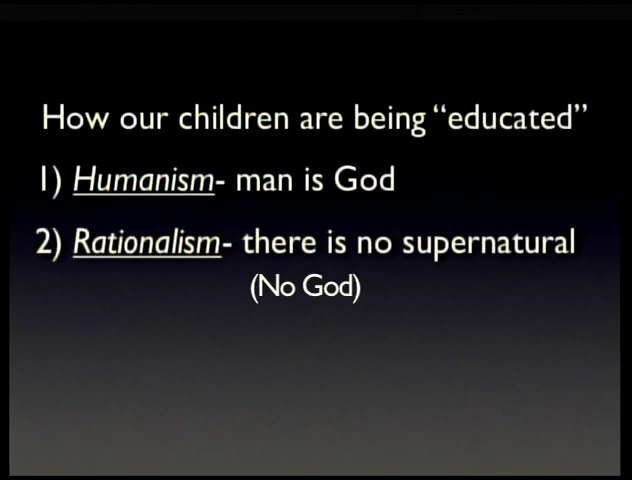 How our children are being “educated”
1) Humanism- man is God
2) Rationalism- there is no supernatural
(No God)